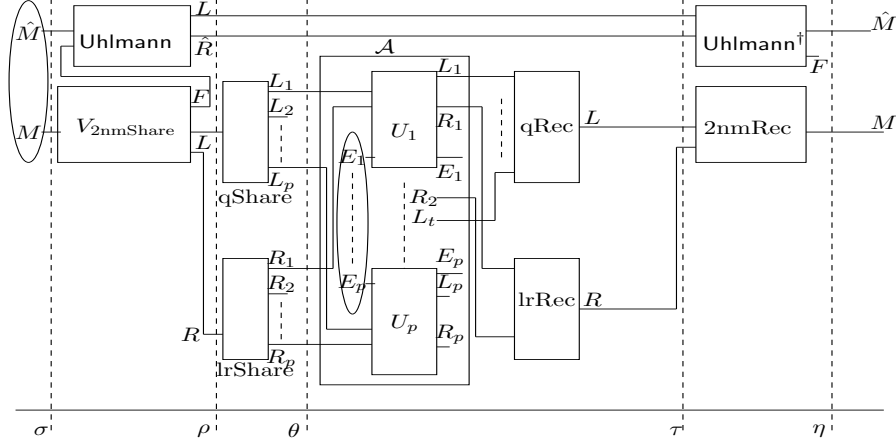 L
M̂ Uhlmann R̂ Uhlmann† M̂
𝒜
F
F
L₁ L₁
V₂ₙₘShare L₂ U₁ R₁ qRec L 2nmRec M
M L
E₁ E₁
Lₚ
qShare R₂
Lₜ
R₁ Eₚ
R₂ Eₚ Lₚ lrRec R
R Uₚ Rₚ
Rₚ
lrShare
σ ρ θ τ η